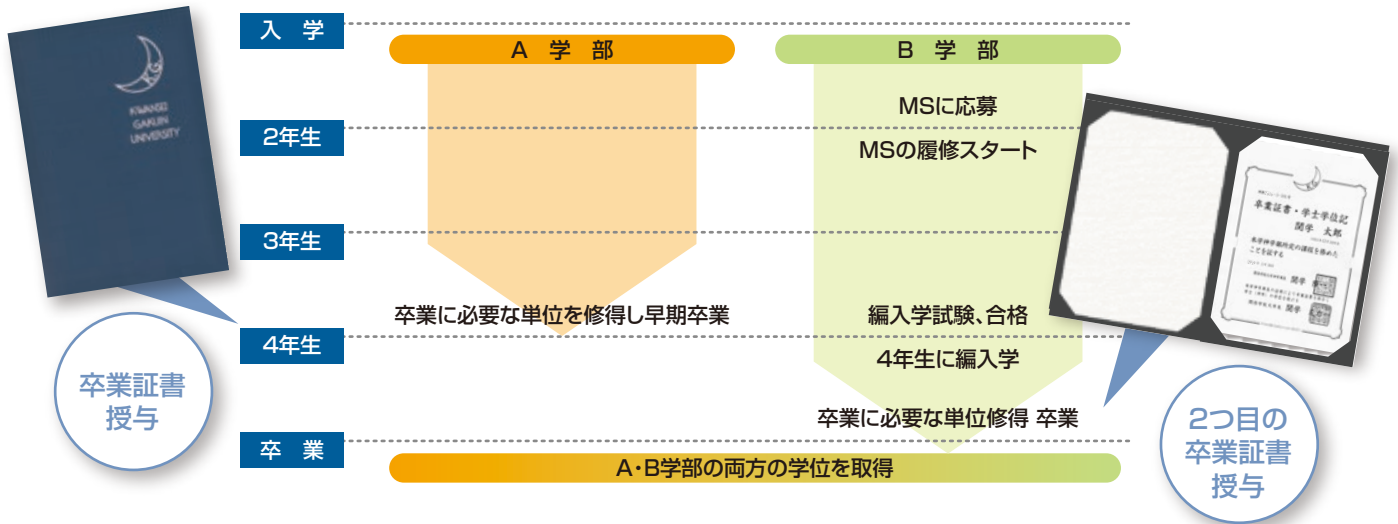 KWANSEI
GAKUIN
UNIVERSITY
入 学
A 学 部
B 学 部
MSに応募
2年生
MSの履修スタート
3年生
卒業に必要な単位を修得し早期卒業
編入学試験、合格
4年生
4年生に編入学
卒業に必要な単位修得 卒業
卒 業
A・B学部の両方の学位を取得
卒業証書
授与
2つ目の
卒業証書
授与
卒業証書・学士学位記
関学 太郎